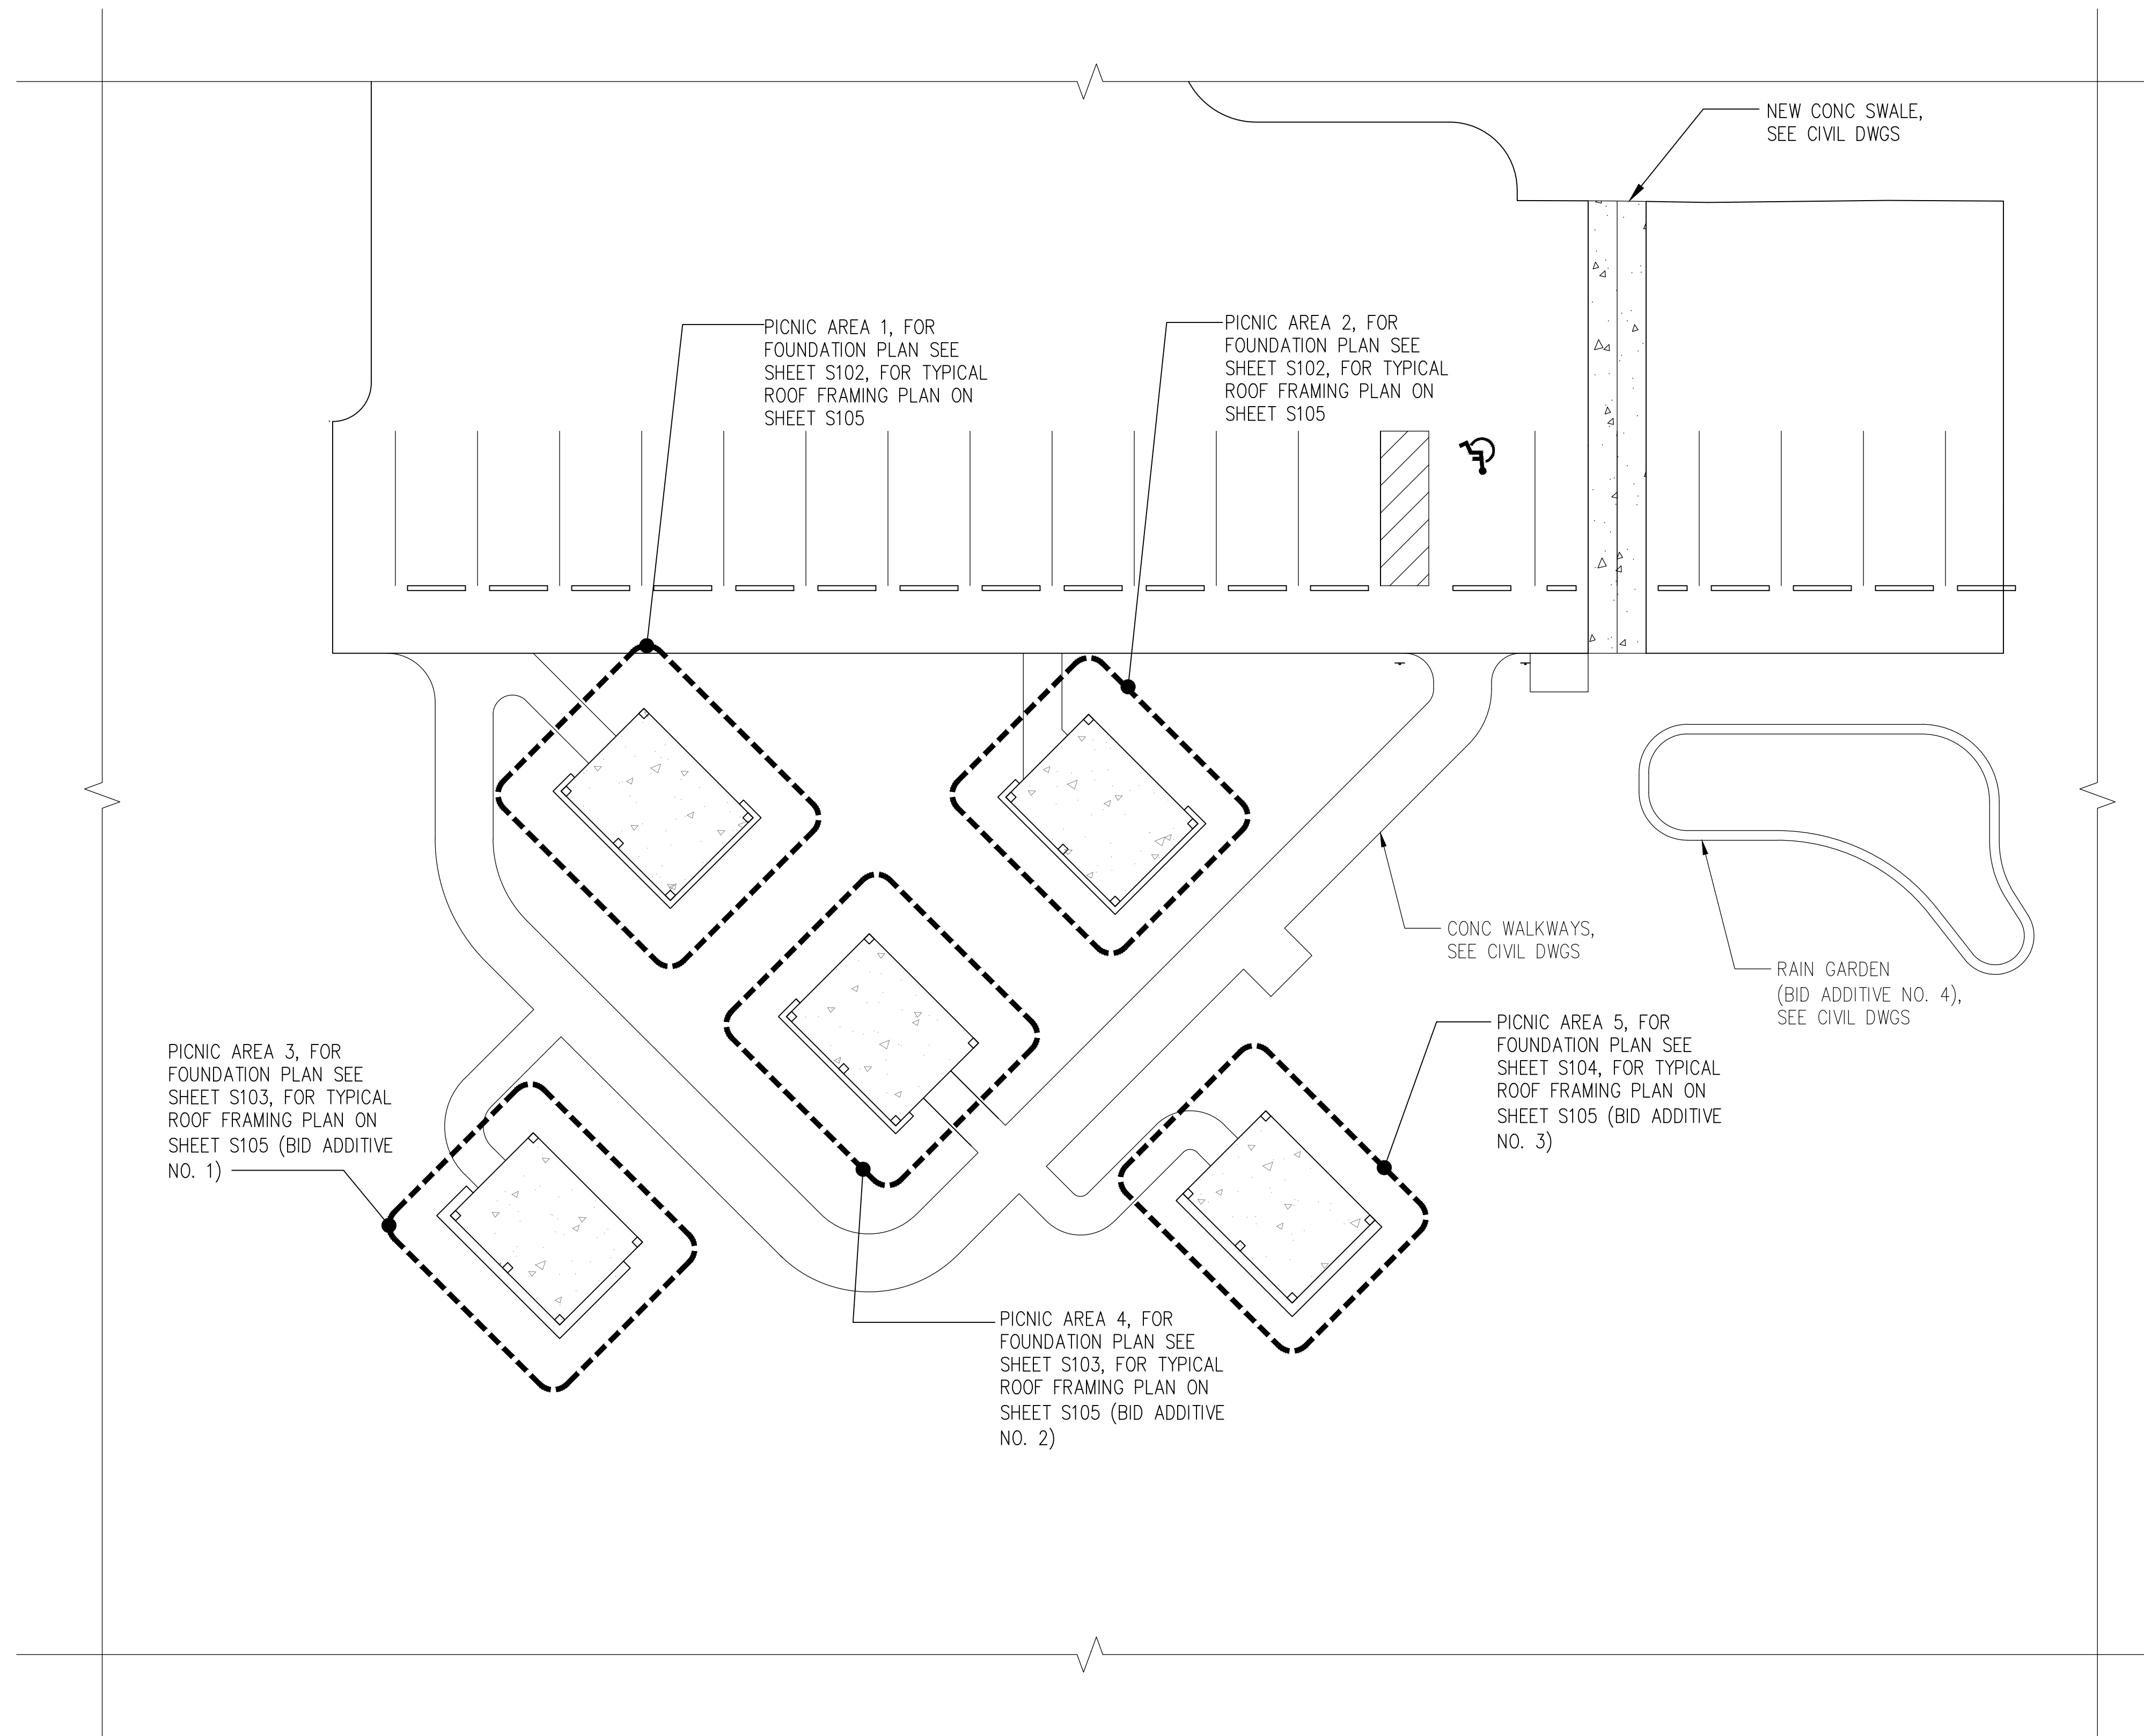 NEW CONC SWALE,
SEE CIVIL DWGS
PICNIC AREA 1, FOR
FOUNDATION PLAN SEE
SHEET S102, FOR TYPICAL
ROOF FRAMING PLAN ON
SHEET S105
PICNIC AREA 2, FOR
FOUNDATION PLAN SEE
SHEET S102, FOR TYPICAL
ROOF FRAMING PLAN ON
SHEET S105
CONC WALKWAYS,
SEE CIVIL DWGS
RAIN GARDEN
(BID ADDITIVE NO. 4),
SEE CIVIL DWGS
PICNIC AREA 3, FOR
FOUNDATION PLAN SEE
SHEET S103, FOR TYPICAL
ROOF FRAMING PLAN ON
SHEET S105 (BID ADDITIVE
NO. 1)
PICNIC AREA 5, FOR
FOUNDATION PLAN SEE
SHEET S104, FOR TYPICAL
ROOF FRAMING PLAN ON
SHEET S105 (BID ADDITIVE
NO. 3)
PICNIC AREA 4, FOR
FOUNDATION PLAN SEE
SHEET S103, FOR TYPICAL
ROOF FRAMING PLAN ON
SHEET S105 (BID ADDITIVE
NO. 2)